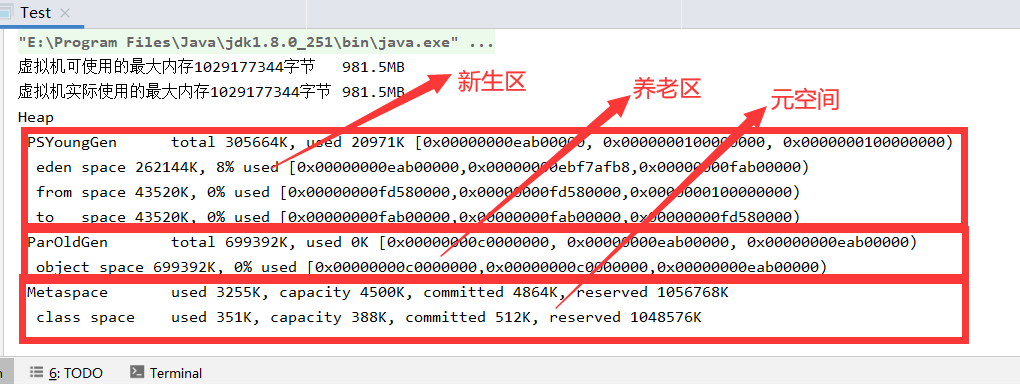 Test
"E:\Program Files\Java\jdk1.8.0_251\bin\java.exe" ...
虚拟机可使用的最大内存1029177344字节 981.5MB
虚拟机实际使用的最大内存1029177344字节 981.5MB
新生区
养老区
元空间
Heap
PSYoungGen total 305664K, used 20971K [0x00000000eab00000, 0x0000000100000000, 0x0000000100000000)
eden space 262144K, 8% used [0x00000000eab00000,0x00000000ebf7afb8,0x00000000fab00000)
from space 43520K, 0% used [0x00000000fd580000,0x00000000fd580000,0x0000000100000000)
to space 43520K, 0% used [0x00000000fab00000,0x00000000fab00000,0x00000000fd580000)
ParOldGen total 699392K, used 0K [0x00000000c0000000, 0x00000000eab00000, 0x00000000eab00000)
object space 699392K, 0% used [0x00000000c0000000,0x00000000c0000000,0x00000000eab00000)
Metaspace used 3255K, capacity 4500K, committed 4864K, reserved 1056768K
class space used 351K, capacity 388K, committed 512K, reserved 1048576K
6: TODO
Terminal